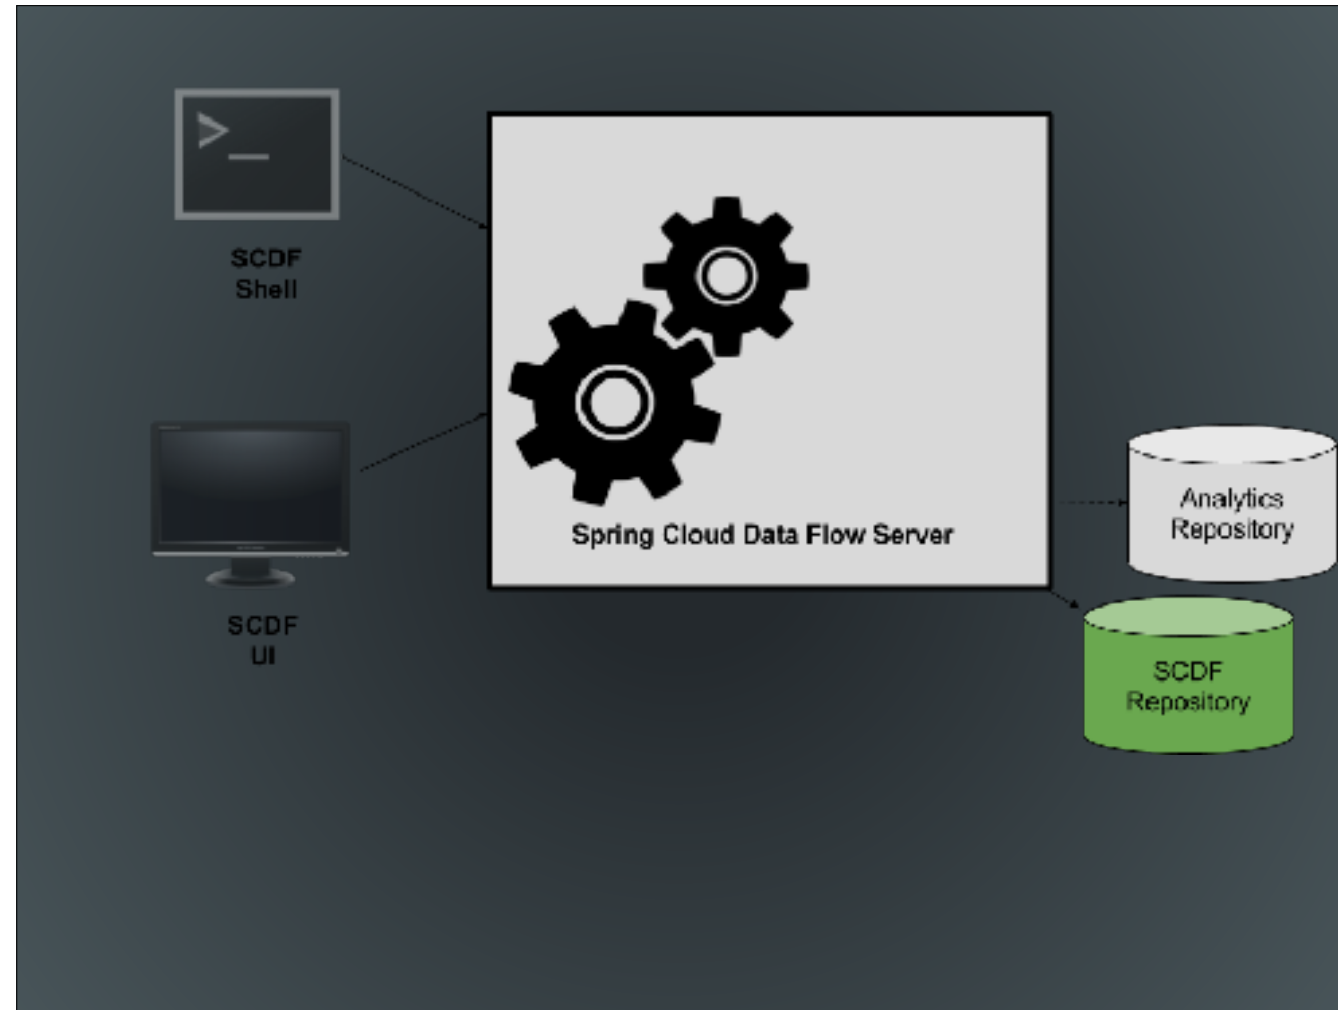 >_
SCDF
Shell
Spring Cloud Data Flow Server
SCDF
UI
Analytics
Repository
SCDF
Repository